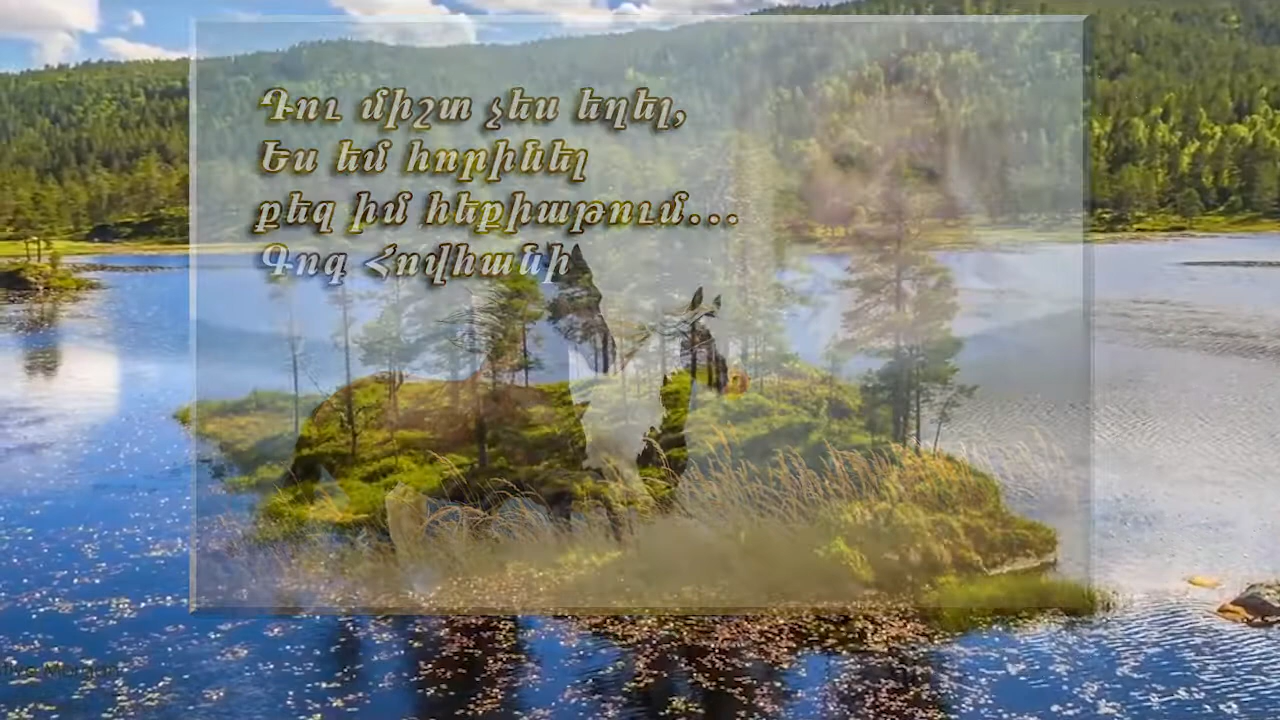 Դու միշտ չես եղել,
Ես եմ հորինել
քեզ իմ հեքիաթում...
Գոգ Հովհանի